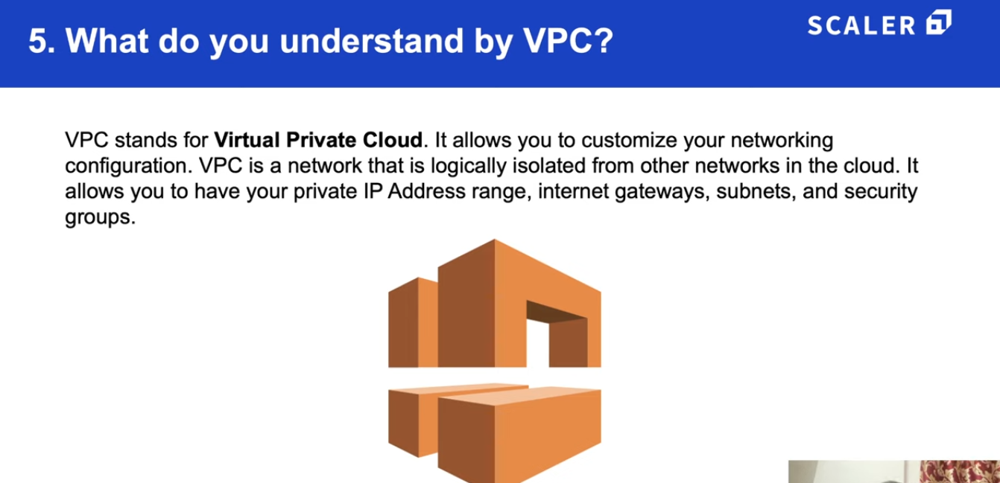 5. What do you understand by VPC?
SCALER
VPC stands for Virtual Private Cloud. It allows you to customize your networking
configuration. VPC is a network that is logically isolated from other networks in the cloud. It
allows you to have your private IP Address range, internet gateways, subnets, and security
groups.